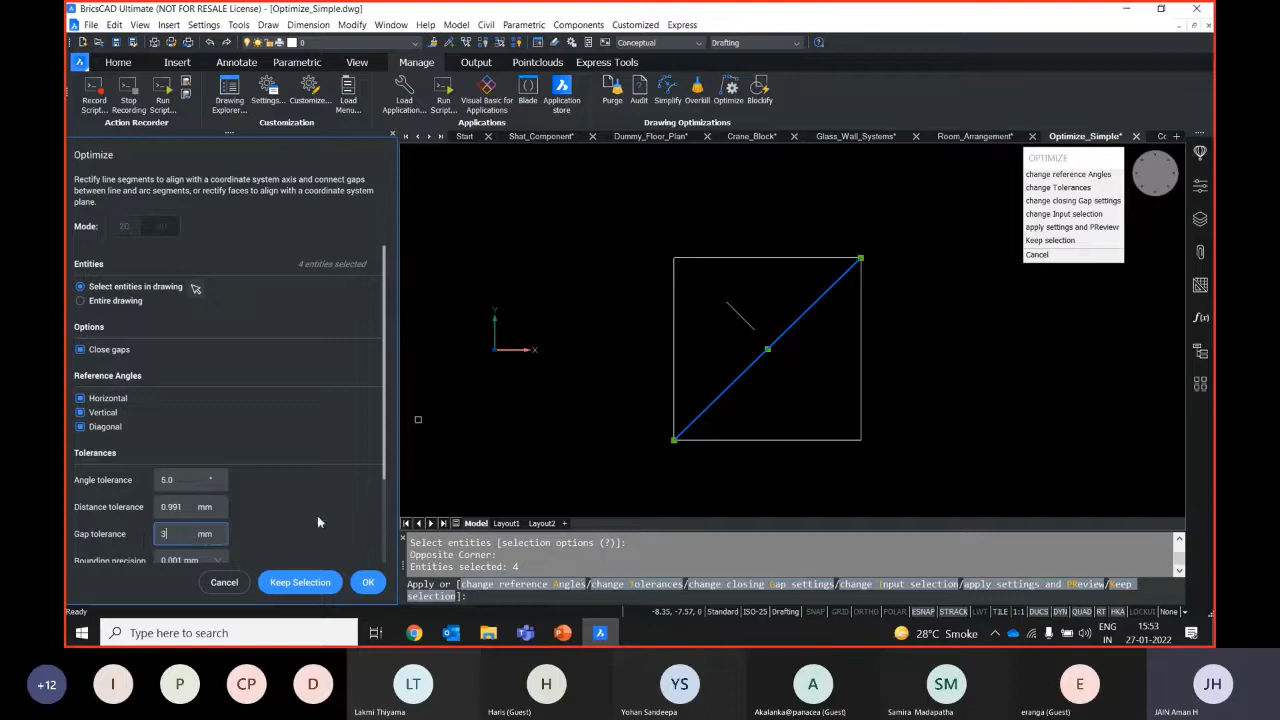 BricsCAD Ultimate (NOT FOR RESALE License) - [Optimize_Simple.dwg]
File Edit View Insert Settings Tools Draw Dimension Modify Window Help Model Civil Parametric Components Customized Express
0 Conceptual Drafting
Home Insert Annotate Parametric View Manage Output Pointclouds Express Tools
Record Script... Stop Recording Run Script... Drawing Explorer... Settings... Customize... Load Menu... Load Application... Run Script... Visual Basic for Applications Blade Application store Purge Audit Simplify Overkill Optimize Blockify
Action Recorder Customization Applications Drawing Optimizations
Start Shat_Component* Dummy_Floor_Plan* Crane_Block* Glass_Wall_Systems* Room_Arrangement* Optimize_Simple* Cc
Optimize
Rectify line segments to align with a coordinate system axis and connect gaps
between line and arc segments, or rectify faces to align with a coordinate system
plane.
Mode: 2D
Entities 4 entities selected
Select entities in drawing
Entire drawing
Options
Close gaps
Reference Angles
Horizontal
Vertical
Diagonal
Tolerances
Angle tolerance 5.0 °
Distance tolerance 0.991 mm
Gap tolerance 3 mm
Rounding precision 0.001 mm
Cancel Keep Selection OK
Y
X
OPTIMIZE
change reference Angles
change Tolerances
change closing Gap settings
change Input selection
apply settings and PReview
Keep selection
Cancel
f(x)
Model Layout1 Layout2 +
Select entities [selection options (?)]:
Opposite Corner:
Entities selected: 4
Apply or [change reference Angles/change Tolerances/change closing Gap settings/change Input selection/apply settings and PReview/Keep
selection]:
Ready -8.35, -7.57, 0 Standard ISO-25 Drafting SNAP GRID ORTHO POLAR ESNAP STRACK LWT TILE 1:1 DUCS DYN QUAD RT HKA LOCKUI None
Type here to search 28°C Smoke ENG IN 15:53 27-01-2022
+12 I P CP D LT H YS A SM E JH
Lakmi Thiyama Haris (Guest) Yohan Sandeepa Akalanka@panacea (Guest) Samira Madapatha eranga (Guest) JAIN Aman H